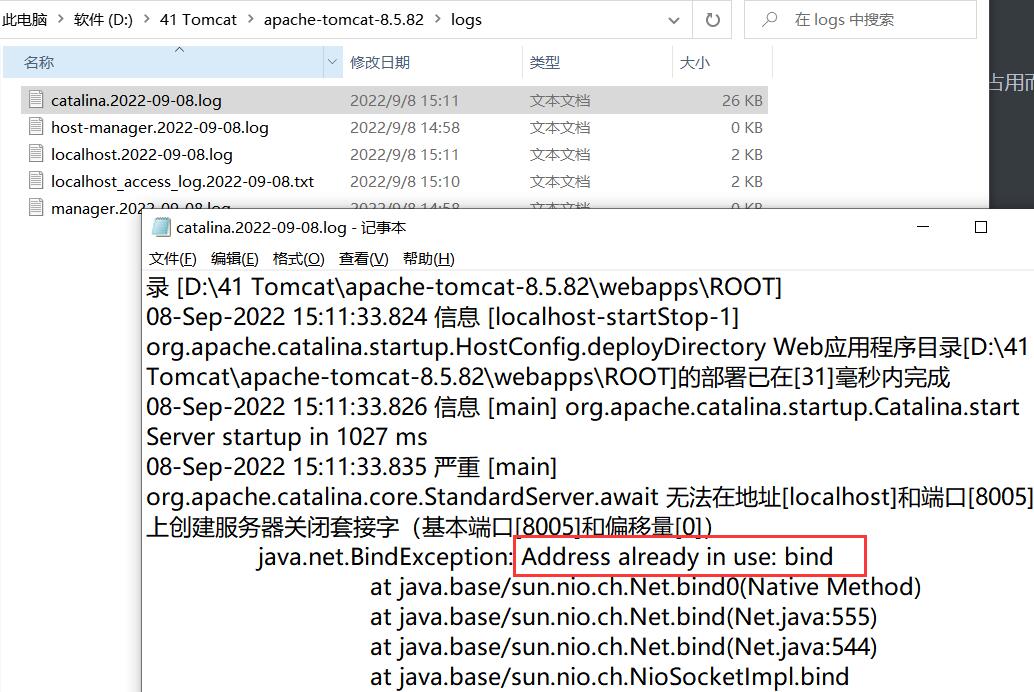 此电脑 > 软件 (D:) > 41 Tomcat > apache-tomcat-8.5.82 > logs
在 logs 中搜索
占用而
名称 修改日期 类型 大小
catalina.2022-09-08.log 2022/9/8 15:11 文本文档 26 KB
host-manager.2022-09-08.log 2022/9/8 14:58 文本文档 0 KB
localhost.2022-09-08.log 2022/9/8 15:11 文本文档 2 KB
localhost_access_log.2022-09-08.txt 2022/9/8 15:10 文本文档 2 KB
manager.2022-09-08.log 2022/9/8 14:58 文本文档 0 KB
catalina.2022-09-08.log - 记事本
文件(F) 编辑(E) 格式(O) 查看(V) 帮助(H)
录 [D:\41 Tomcat\apache-tomcat-8.5.82\webapps\ROOT]
08-Sep-2022 15:11:33.824 信息 [localhost-startStop-1]
org.apache.catalina.startup.HostConfig.deployDirectory Web应用程序目录[D:\41
Tomcat\apache-tomcat-8.5.82\webapps\ROOT]的部署已在[31]毫秒内完成
08-Sep-2022 15:11:33.826 信息 [main] org.apache.catalina.startup.Catalina.start
Server startup in 1027 ms
08-Sep-2022 15:11:33.835 严重 [main]
org.apache.catalina.core.StandardServer.await 无法在地址[localhost]和端口[8005]
上创建服务器关闭套接字（基本端口[8005]和偏移量[0]）
java.net.BindException: Address already in use: bind
at java.base/sun.nio.ch.Net.bind0(Native Method)
at java.base/sun.nio.ch.Net.bind(Net.java:555)
at java.base/sun.nio.ch.Net.bind(Net.java:544)
at java.base/sun.nio.ch.NioSocketImpl.bind